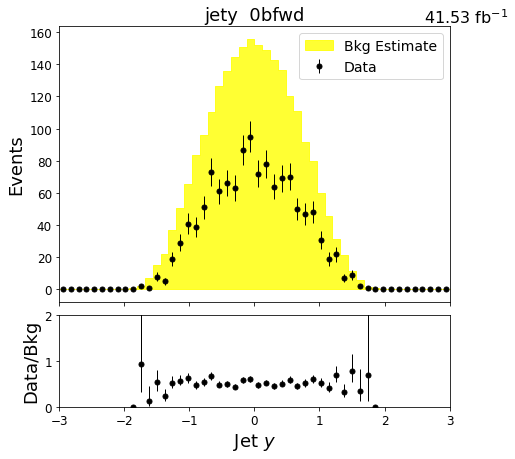 jety 0bfwd
41.53 fb⁻¹
Bkg Estimate
Data
Events
160
140
120
100
80
60
40
20
0
Data/Bkg
2
1
0
−3 −2 −1 0 1 2 3
Jet y